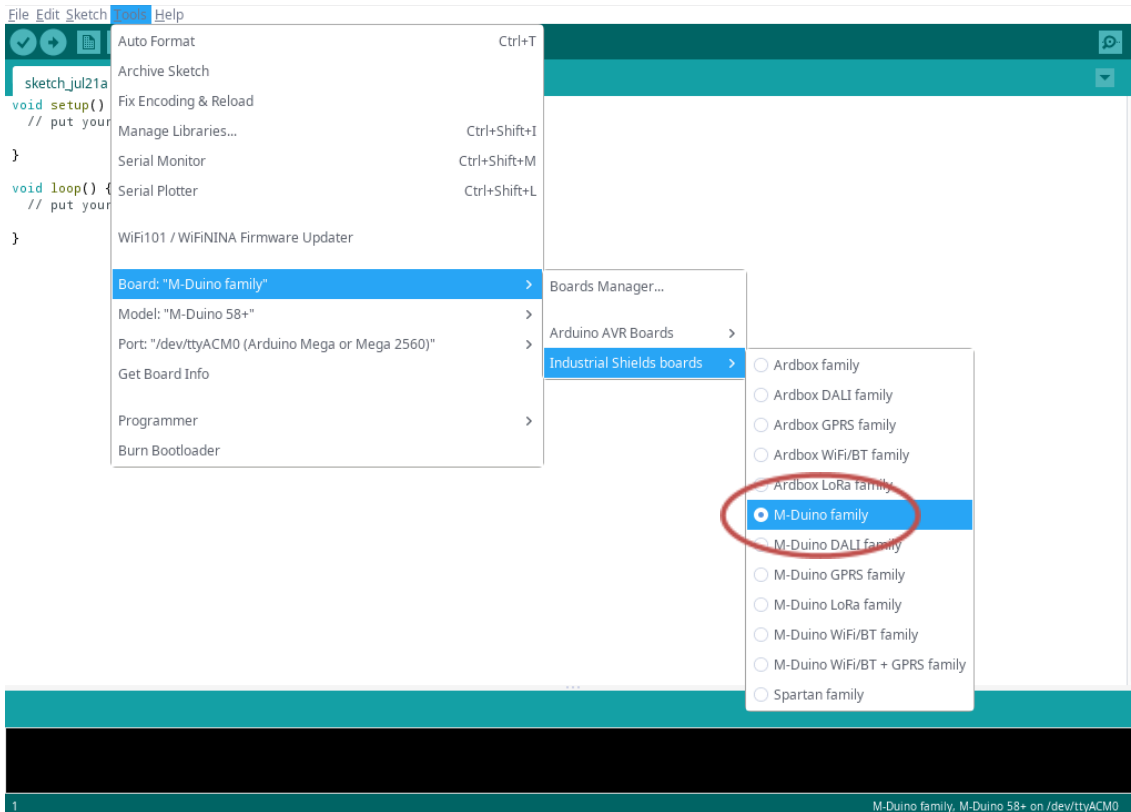 File Edit Sketch Tools Help
Auto Format Ctrl+T
Archive Sketch
Fix Encoding & Reload
Manage Libraries... Ctrl+Shift+I
Serial Monitor Ctrl+Shift+M
Serial Plotter Ctrl+Shift+L
WiFi101 / WiFiNINA Firmware Updater
Board: "M-Duino family"
Model: "M-Duino 58+"
Port: "/dev/ttyACM0 (Arduino Mega or Mega 2560)"
Get Board Info
Programmer
Burn Bootloader
sketch_jul21a
void setup()
// put your
}
void loop() {
// put your
}
Boards Manager...
Arduino AVR Boards
Industrial Shields boards
Ardbox family
Ardbox DALI family
Ardbox GPRS family
Ardbox WiFi/BT family
Ardbox LoRa family
M-Duino family
M-Duino DALI family
M-Duino GPRS family
M-Duino LoRa family
M-Duino WiFi/BT family
M-Duino WiFi/BT + GPRS family
Spartan family
1 M-Duino family, M-Duino 58+ on /dev/ttyACM0